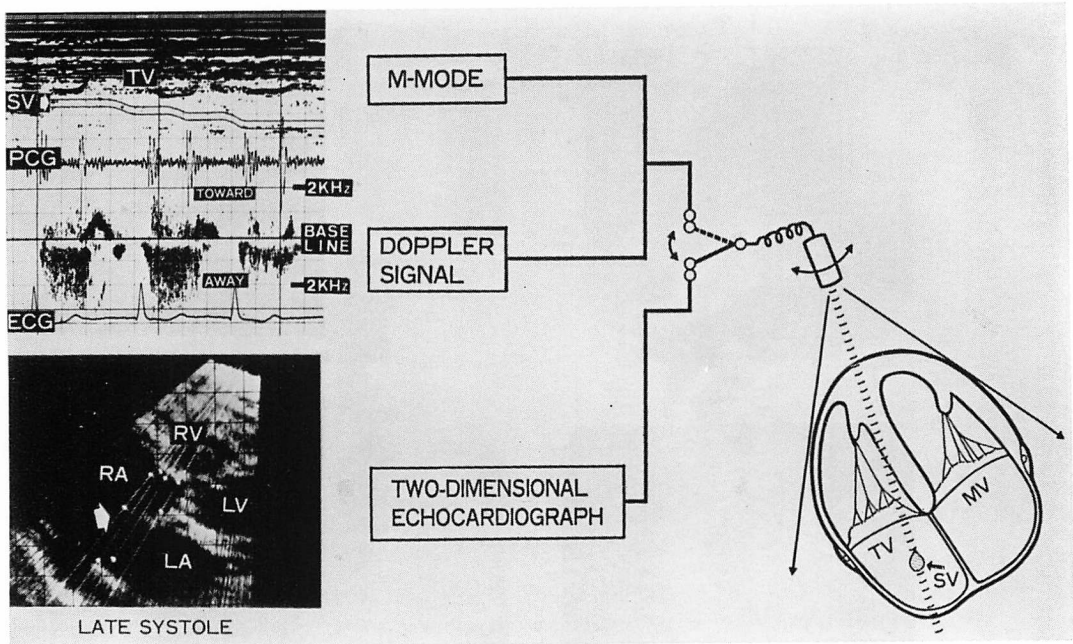 TV
SV
PCG
TOWARD
2KHz
BASE
LINE
AWAY
2KHz
ECG
RV
RA
LV
LA
LATE SYSTOLE
M-MODE
DOPPLER
SIGNAL
TWO-DIMENSIONAL
ECHOCARDIOGRAPH
MV
TV
SV